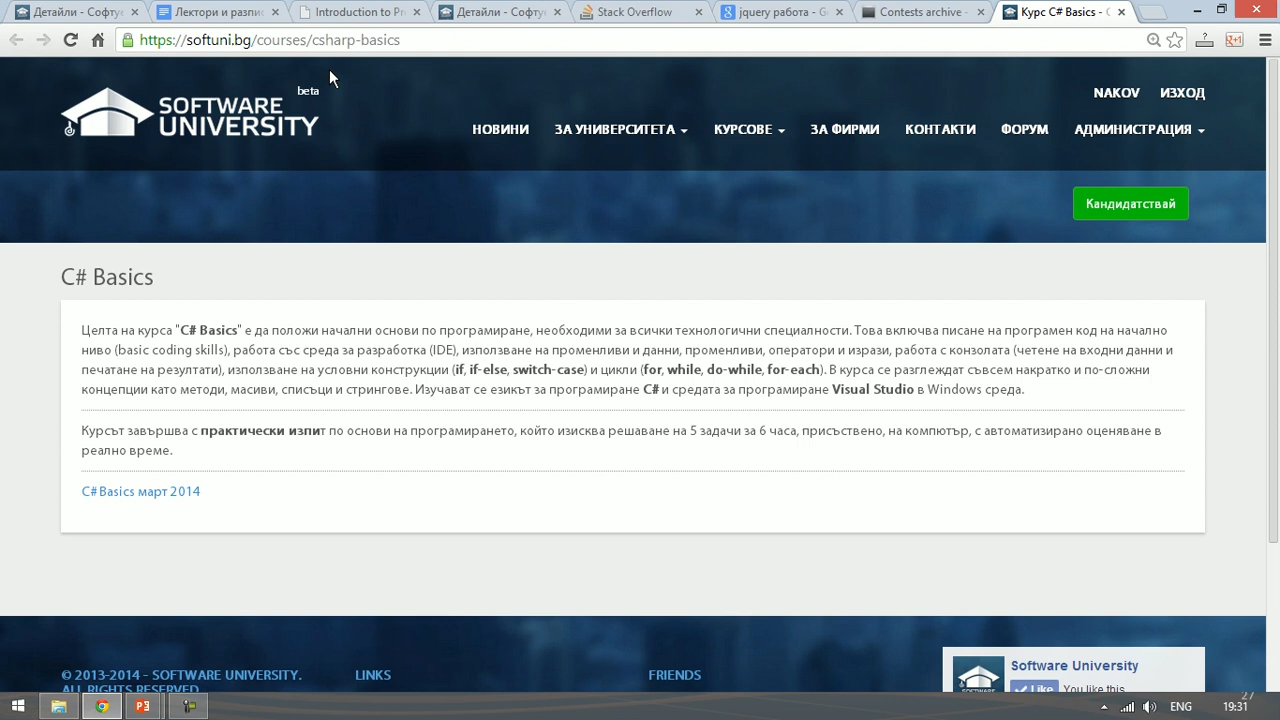 Детайли - Софту
Лектори и разпис
Introduction to Pr
Детайли - Софту
Stack Overflow
jquery работа - G
Contests archive -
Курс C# Basics - C
https://softuni.bg/courses/csharp-basics
beta
SOFTWARE
UNIVERSITY
NAKOV ИЗХОД
НОВИНИ ЗА УНИВЕРСИТЕТА КУРСОВЕ ЗА ФИРМИ КОНТАКТИ ФОРУМ АДМИНИСТРАЦИЯ
Кандидатствай
C# Basics
Целта на курса "C# Basics" е да положи начални основи по програмиране, необходими за всички технологични специалности. Това включва писане на програмен код на начално
ниво (basic coding skills), работа със среда за разработка (IDE), използване на променливи и данни, променливи, оператори и изрази, работа с конзолата (четене на входни данни и
печатане на резултати), използване на условни конструкции (if, if-else, switch-case) и цикли (for, while, do-while, for-each). В курса се разглеждат съвсем накратко и по-сложни
концепции като методи, масиви, списъци и стрингове. Изучават се езикът за програмиране C# и средата за програмиране Visual Studio в Windows среда.
Курсът завършва с практически изпит по основи на програмирането, който изисква решаване на 5 задачи за 6 часа, присъствено, на компютър, с автоматизирано оценяване в
реално време.
C# Basics март 2014
© 2013-2014 - SOFTWARE UNIVERSITY.
ALL RIGHTS RESERVED
LINKS
FRIENDS
Software University
Like You like this
27
ENG 19:31